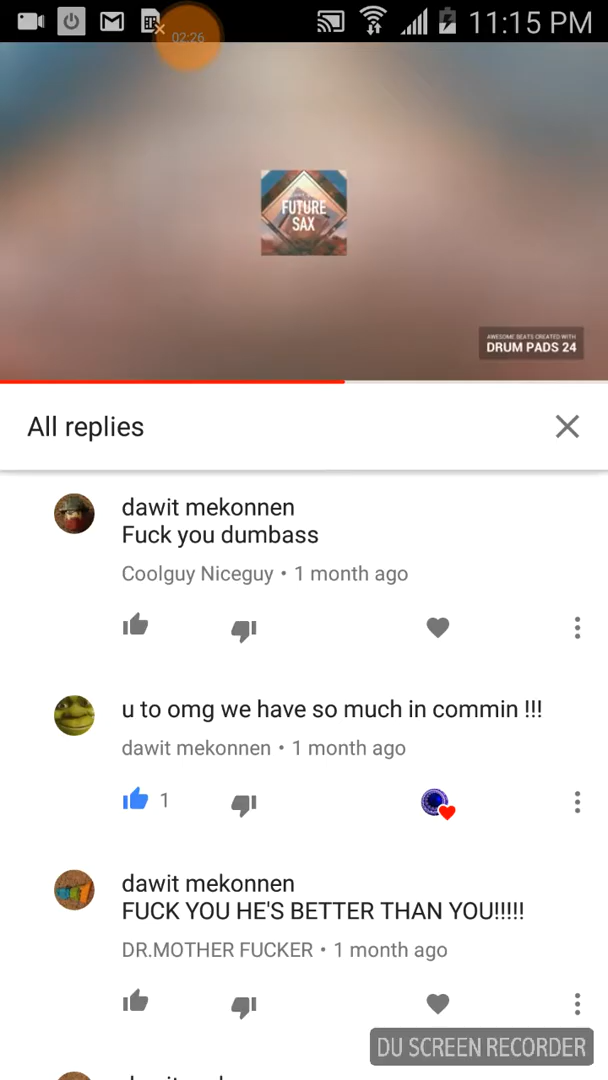 02:26
11:15 PM
FUTURE
SAX
AWESOME BEATS CREATED WITH
DRUM PADS 24
All replies
dawit mekonnen
Fuck you dumbass
Coolguy Niceguy • 1 month ago
u to omg we have so much in commin !!!
dawit mekonnen • 1 month ago
1
dawit mekonnen
FUCK YOU HE'S BETTER THAN YOU!!!!!
DR.MOTHER FUCKER • 1 month ago
DU SCREEN RECORDER